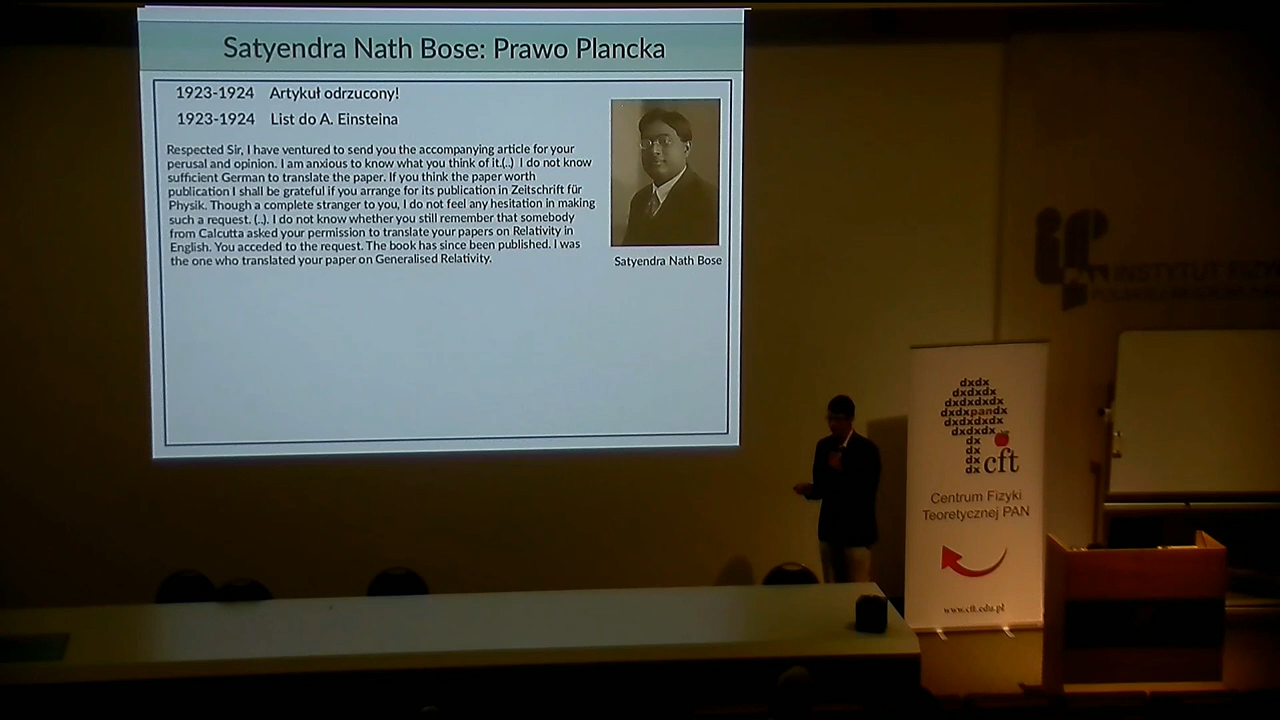 Satyendra Nath Bose: Prawo Plancka
1923-1924 Artykuł odrzucony!
1923-1924 List do A. Einsteina
Respected Sir, I have ventured to send you the accompanying article for your
perusal and opinion. I am anxious to know what you think of it.(..) I do not know
sufficient German to translate the paper. If you think the paper worth
publication I shall be grateful if you arrange for its publication in Zeitschrift für
Physik. Though a complete stranger to you, I do not feel any hesitation in making
such a request. (..). I do not know whether you still remember that somebody
from Calcutta asked your permission to translate your papers on Relativity in
English. You acceded to the request. The book has since been published. I was
the one who translated your paper on Generalised Relativity.
Satyendra Nath Bose
if
PAN INSTYTUT FIZY
dxdx
dxdxdx
dxdxdxdx
dxdxpandx
dxdxdxdx
dxdxdx
dx
dx
dx
dx cft
Centrum Fizyki
Teoretycznej PAN
www.cft.edu.pl